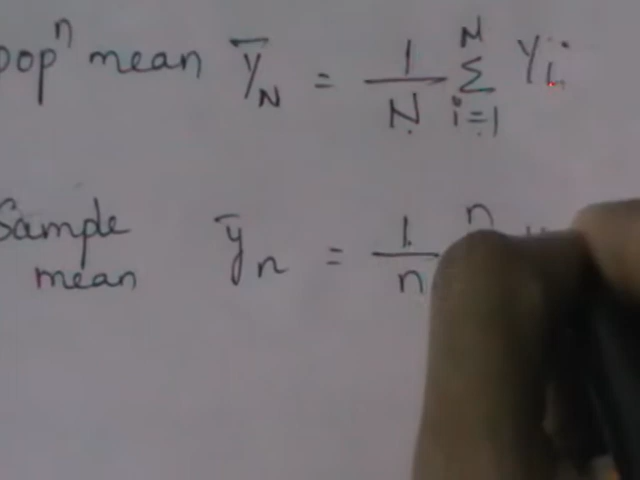 popⁿ mean Ȳ_N = 1/N Σ_{i=1}^{N} Y_i
Sample mean ȳ_n = 1/n n